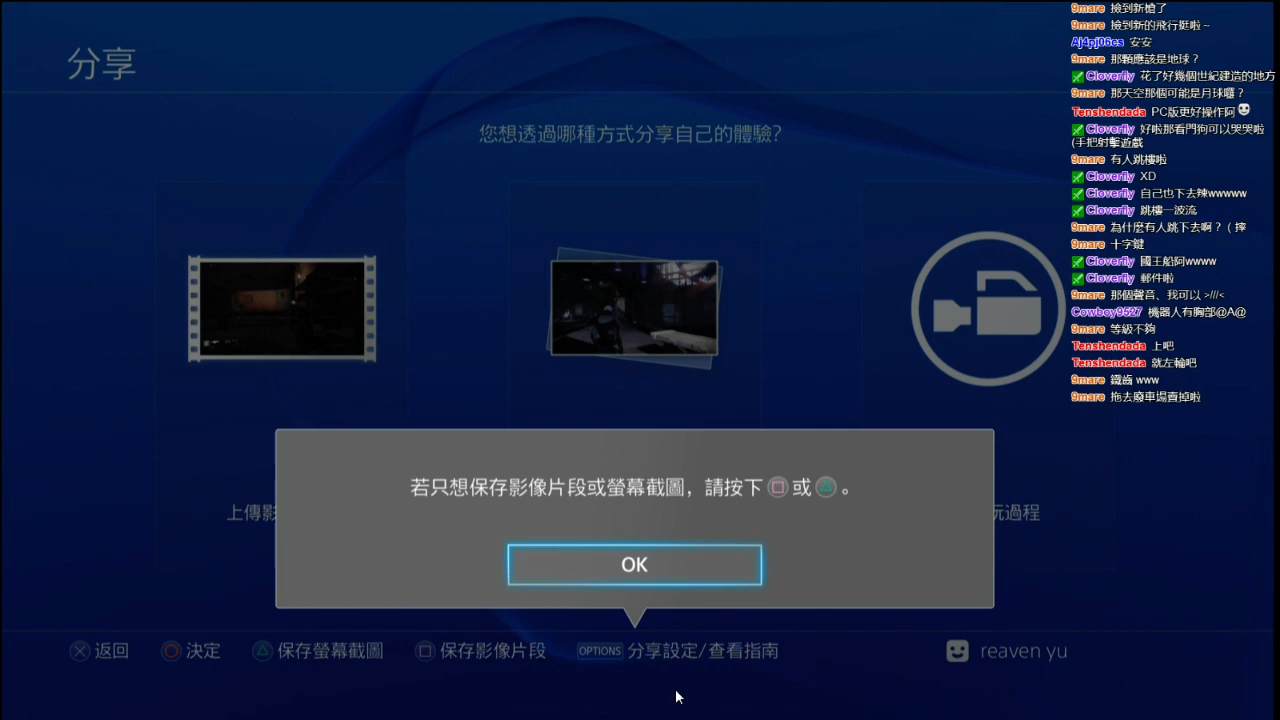 分享
您想透過哪種方式分享自己的體驗?
上傳影
玩過程
若只想保存影像片段或螢幕截圖，請按下 或 。
OK
返回 決定 保存螢幕截圖 保存影像片段 OPTIONS 分享設定/查看指南 reaven yu
9mare 撿到新槍了
9mare 撿到新的飛行挺啦~
Aj4pj06cs 安安
9mare 那顆應該是地球？
Cloverfly 花了好幾個世紀建造的地方
9mare 那天空那個可能是月球囉？
Tenshendada PC版更好操作阿
Cloverfly 好啦那看門狗可以哭哭啦
(手把射擊遊戲
9mare 有人跳樓啦
Cloverfly XD
Cloverfly 自己也下去辣wwwww
Cloverfly 跳樓一波流
9mare 為什麼有人跳下去啊？ ( 摔
9mare 十字鍵
Cloverfly 國王船阿wwww
Cloverfly 郵件啦
9mare 那個聲音、我可以 >///<
Cowboy9527 機器人有胸部@A@
9mare 等級不夠
Tenshendada 上吧
Tenshendada 就左輪吧
9mare 鐵齒 www
9mare 拖去廢車場賣掉啦